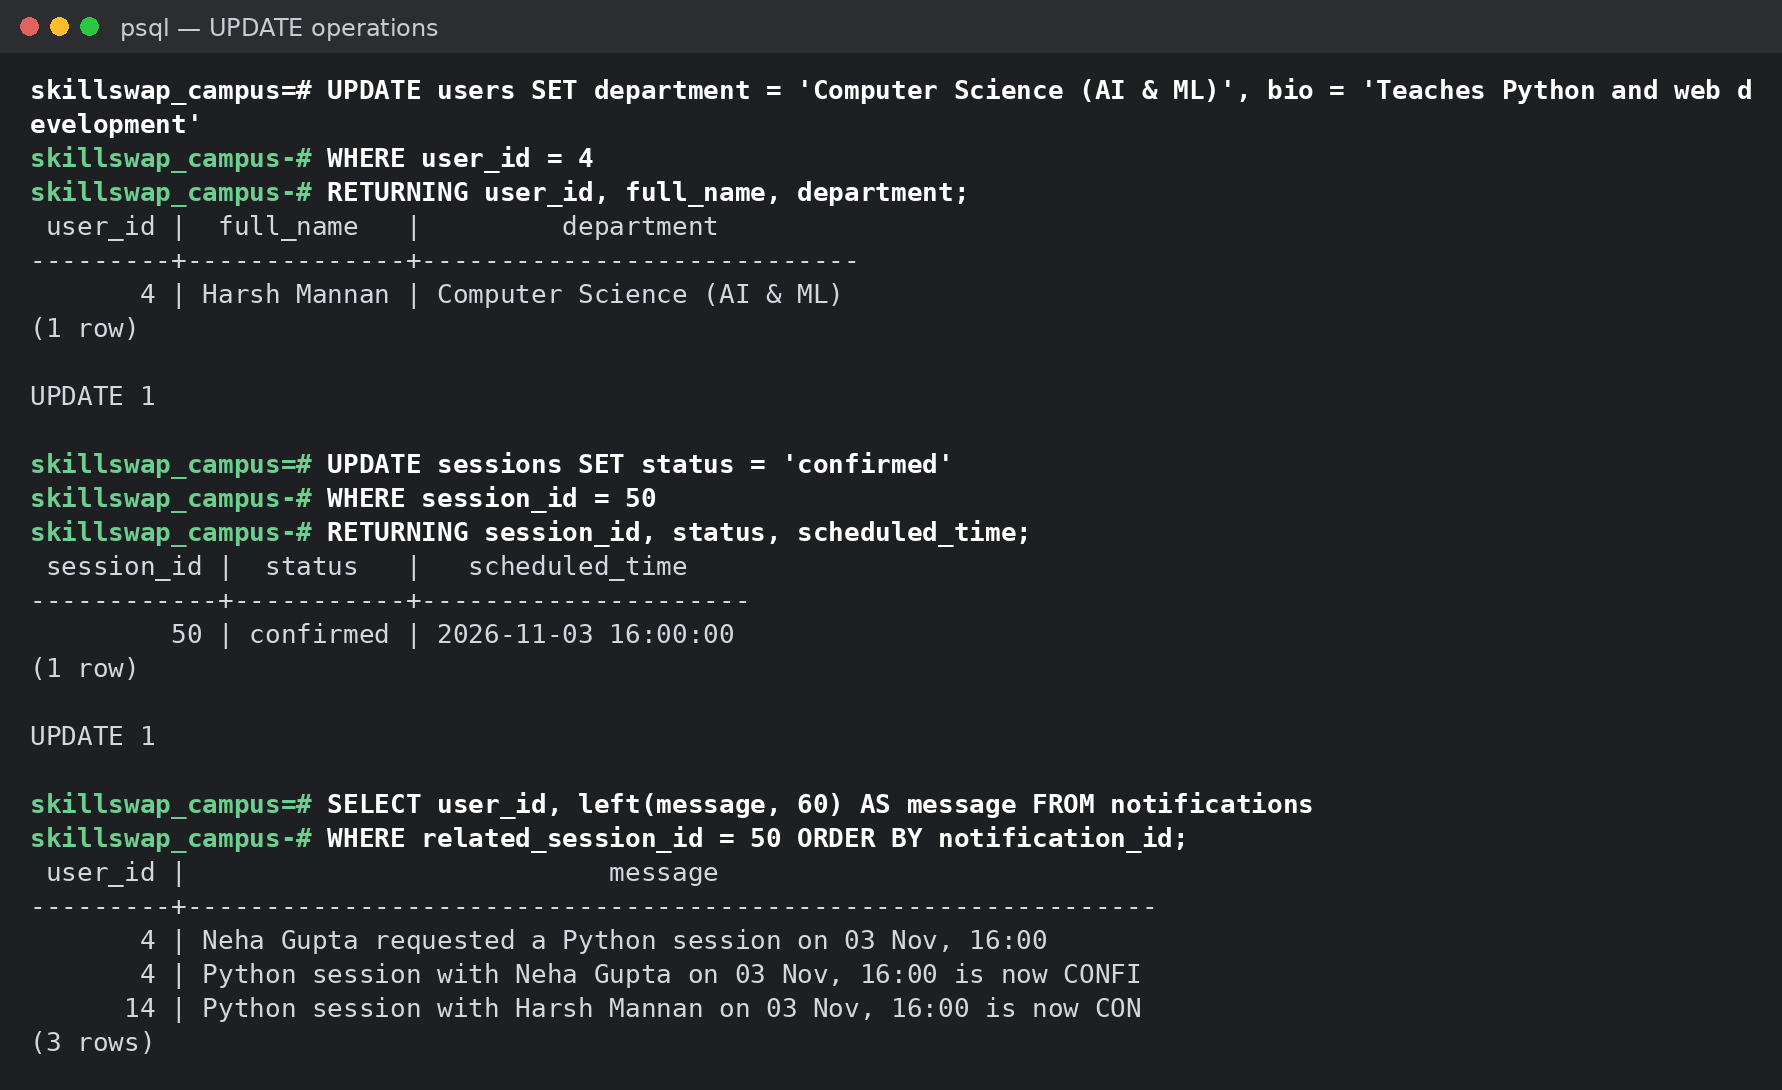 psql — UPDATE operations
skillswap_campus=# UPDATE users SET department = 'Computer Science (AI & ML)', bio = 'Teaches Python and web d
evelopment'
skillswap_campus-# WHERE user_id = 4
skillswap_campus-# RETURNING user_id, full_name, department;
 user_id |  full_name   |         department
---------+--------------+----------------------------
       4 | Harsh Mannan | Computer Science (AI & ML)
(1 row)

UPDATE 1

skillswap_campus=# UPDATE sessions SET status = 'confirmed'
skillswap_campus-# WHERE session_id = 50
skillswap_campus-# RETURNING session_id, status, scheduled_time;
 session_id |  status   |   scheduled_time
------------+-----------+---------------------
         50 | confirmed | 2026-11-03 16:00:00
(1 row)

UPDATE 1

skillswap_campus=# SELECT user_id, left(message, 60) AS message FROM notifications
skillswap_campus-# WHERE related_session_id = 50 ORDER BY notification_id;
 user_id |                           message
---------+--------------------------------------------------------------
       4 | Neha Gupta requested a Python session on 03 Nov, 16:00
       4 | Python session with Neha Gupta on 03 Nov, 16:00 is now CONFI
      14 | Python session with Harsh Mannan on 03 Nov, 16:00 is now CON
(3 rows)